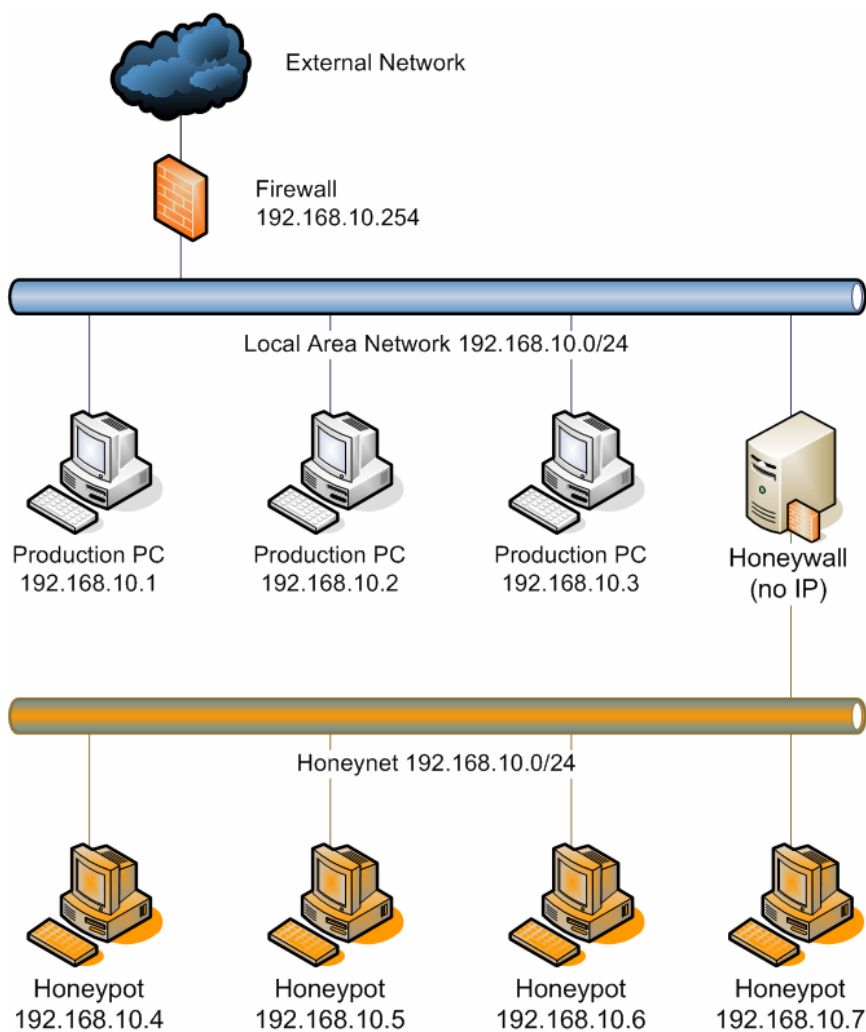 External Network
Firewall
192.168.10.254
Local Area Network 192.168.10.0/24
Production PC
192.168.10.1
Production PC
192.168.10.2
Production PC
192.168.10.3
Honeywall
(no IP)
Honeynet 192.168.10.0/24
Honeypot
192.168.10.4
Honeypot
192.168.10.5
Honeypot
192.168.10.6
Honeypot
192.168.10.7